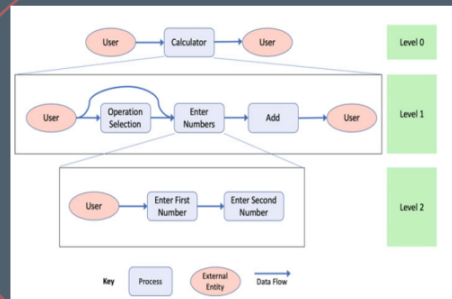 User
Calculator
User
Level 0
User
Operation
Selection
Enter
Numbers
Add
User
Level 1
User
Enter First
Number
Enter Second
Number
Level 2
Key
Process
External
Entity
Data Flow